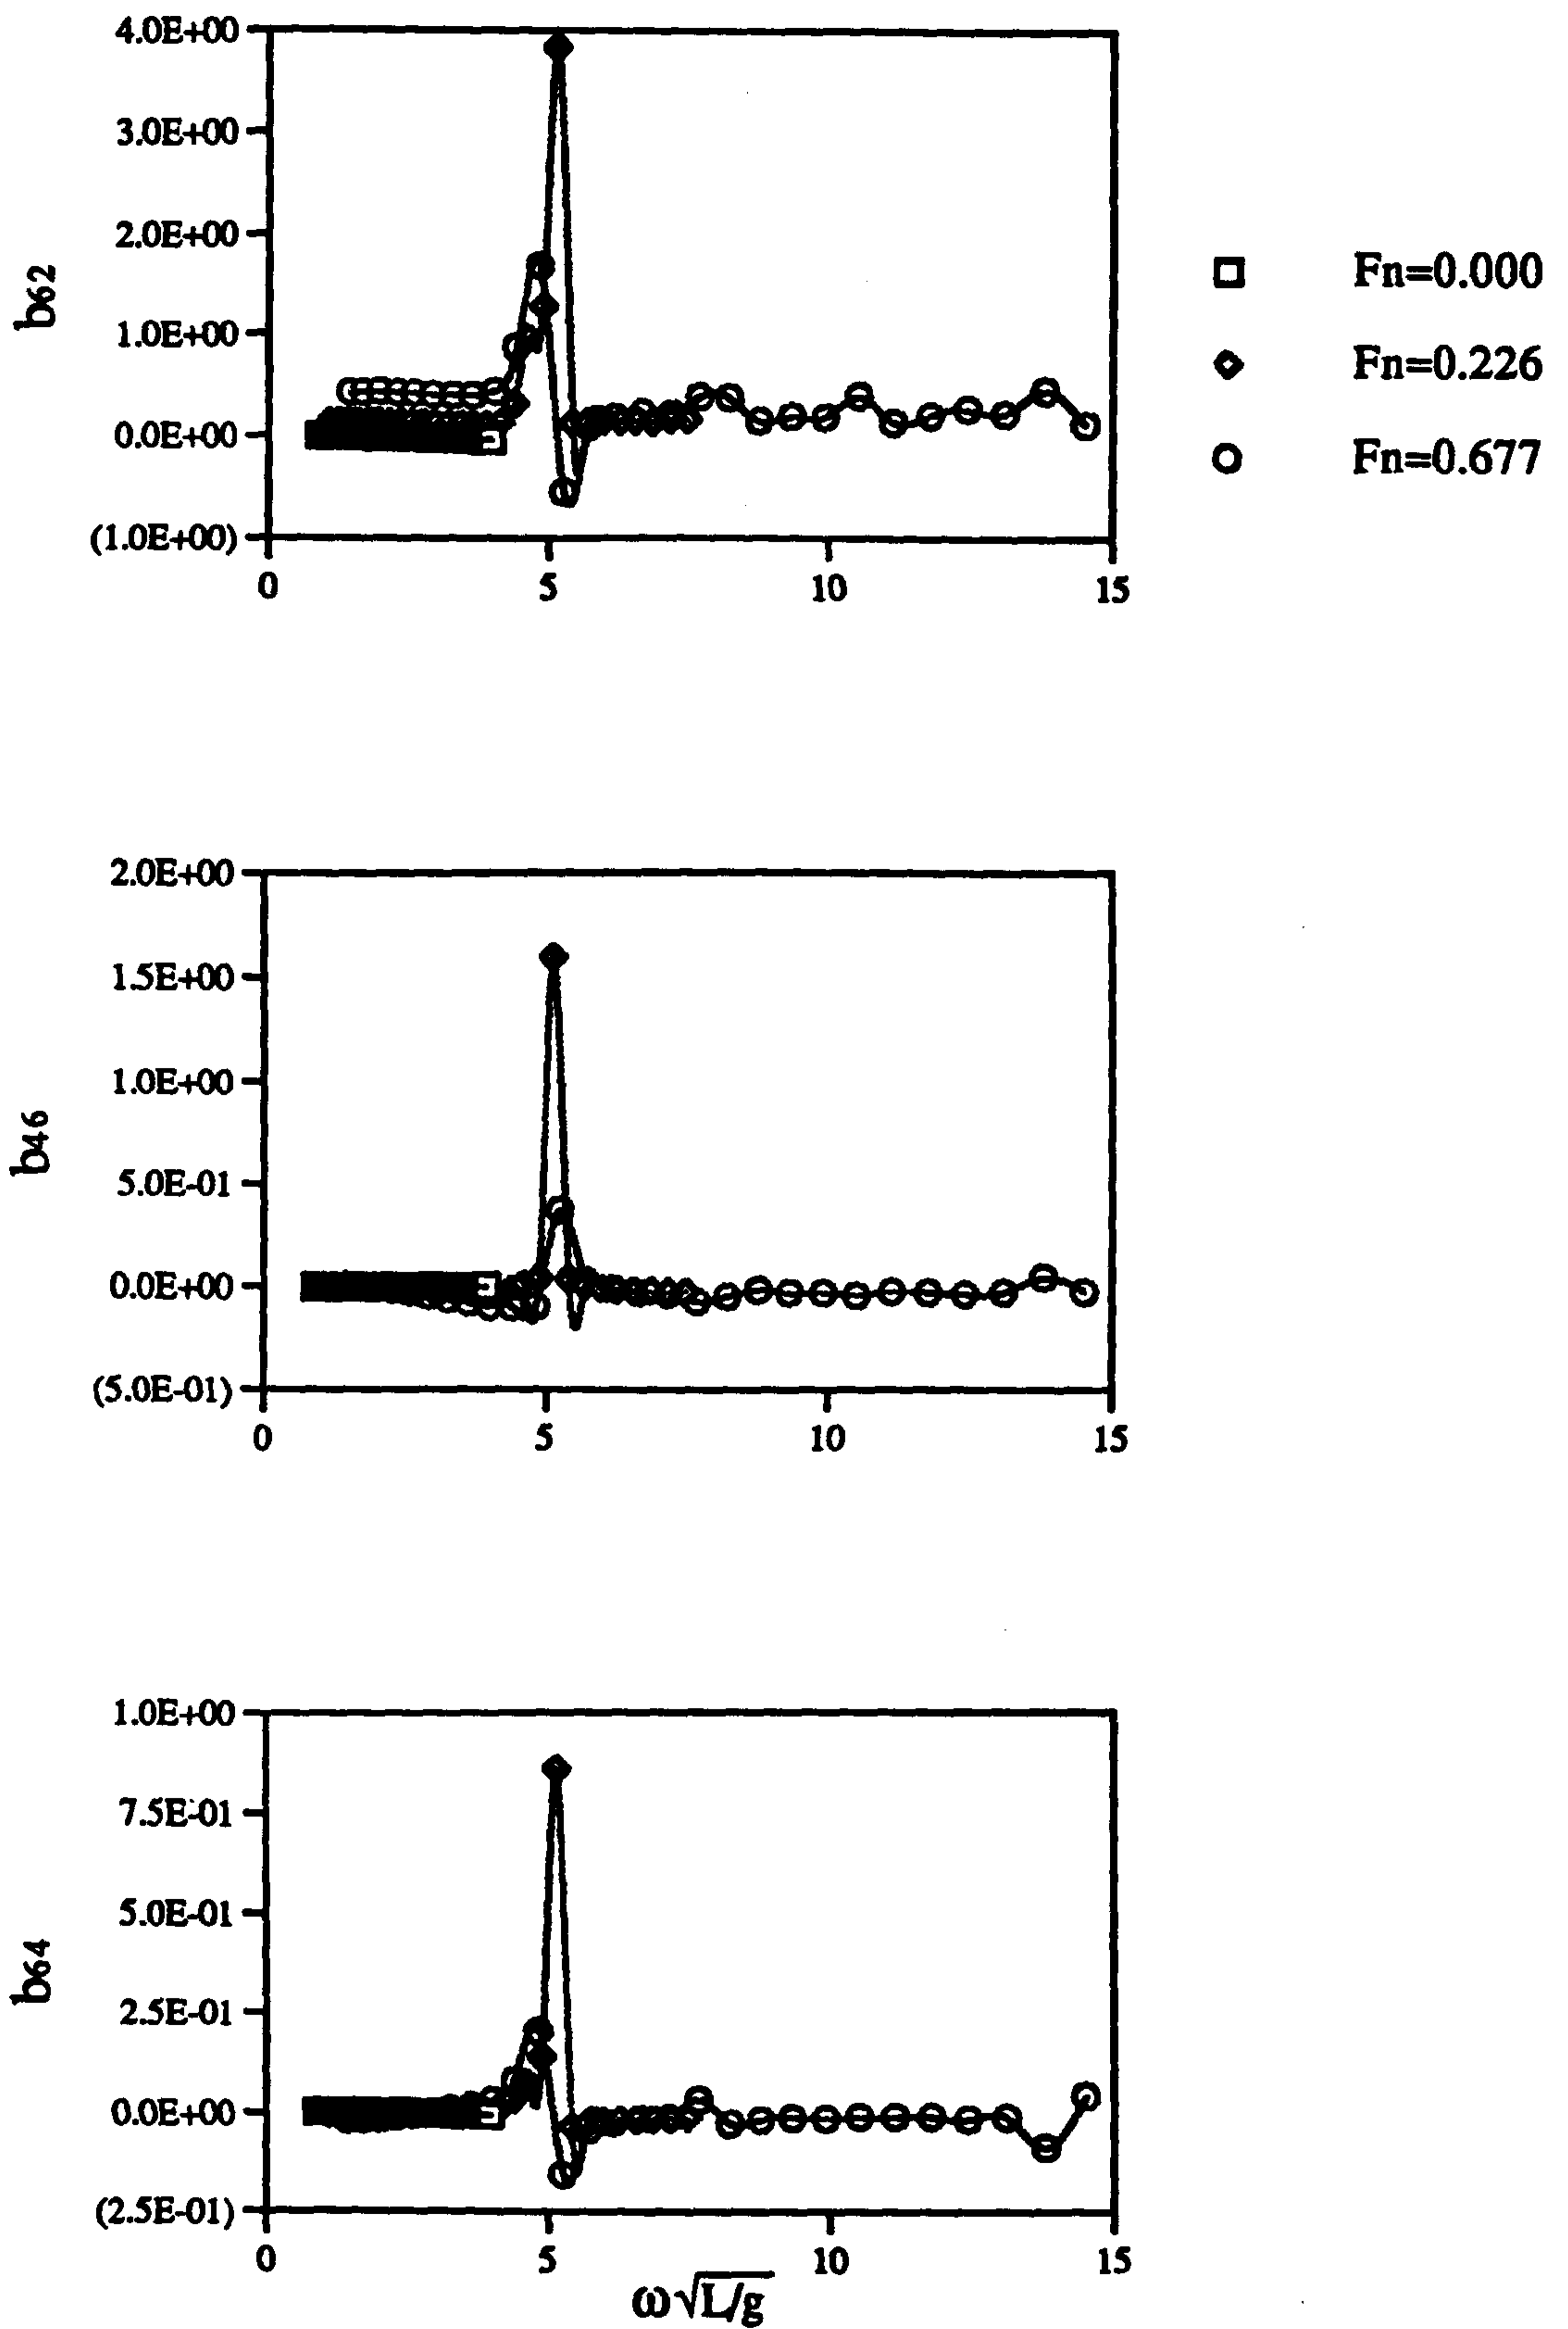 4.0E+00
3.0E+00
2.0E+00
1.0E+00
0.0E+00
(1.0E+00)
b62
0 5 10 15
Fn=0.000
Fn=0.226
Fn=0.677
2.0E+00
1.5E+00
1.0E+00
5.0E-01
0.0E+00
(5.0E-01)
b46
0 5 10 15
1.0E+00
7.5E-01
5.0E-01
2.5E-01
0.0E+00
(2.5E-01)
b64
0 5 10 15
ω√L/g